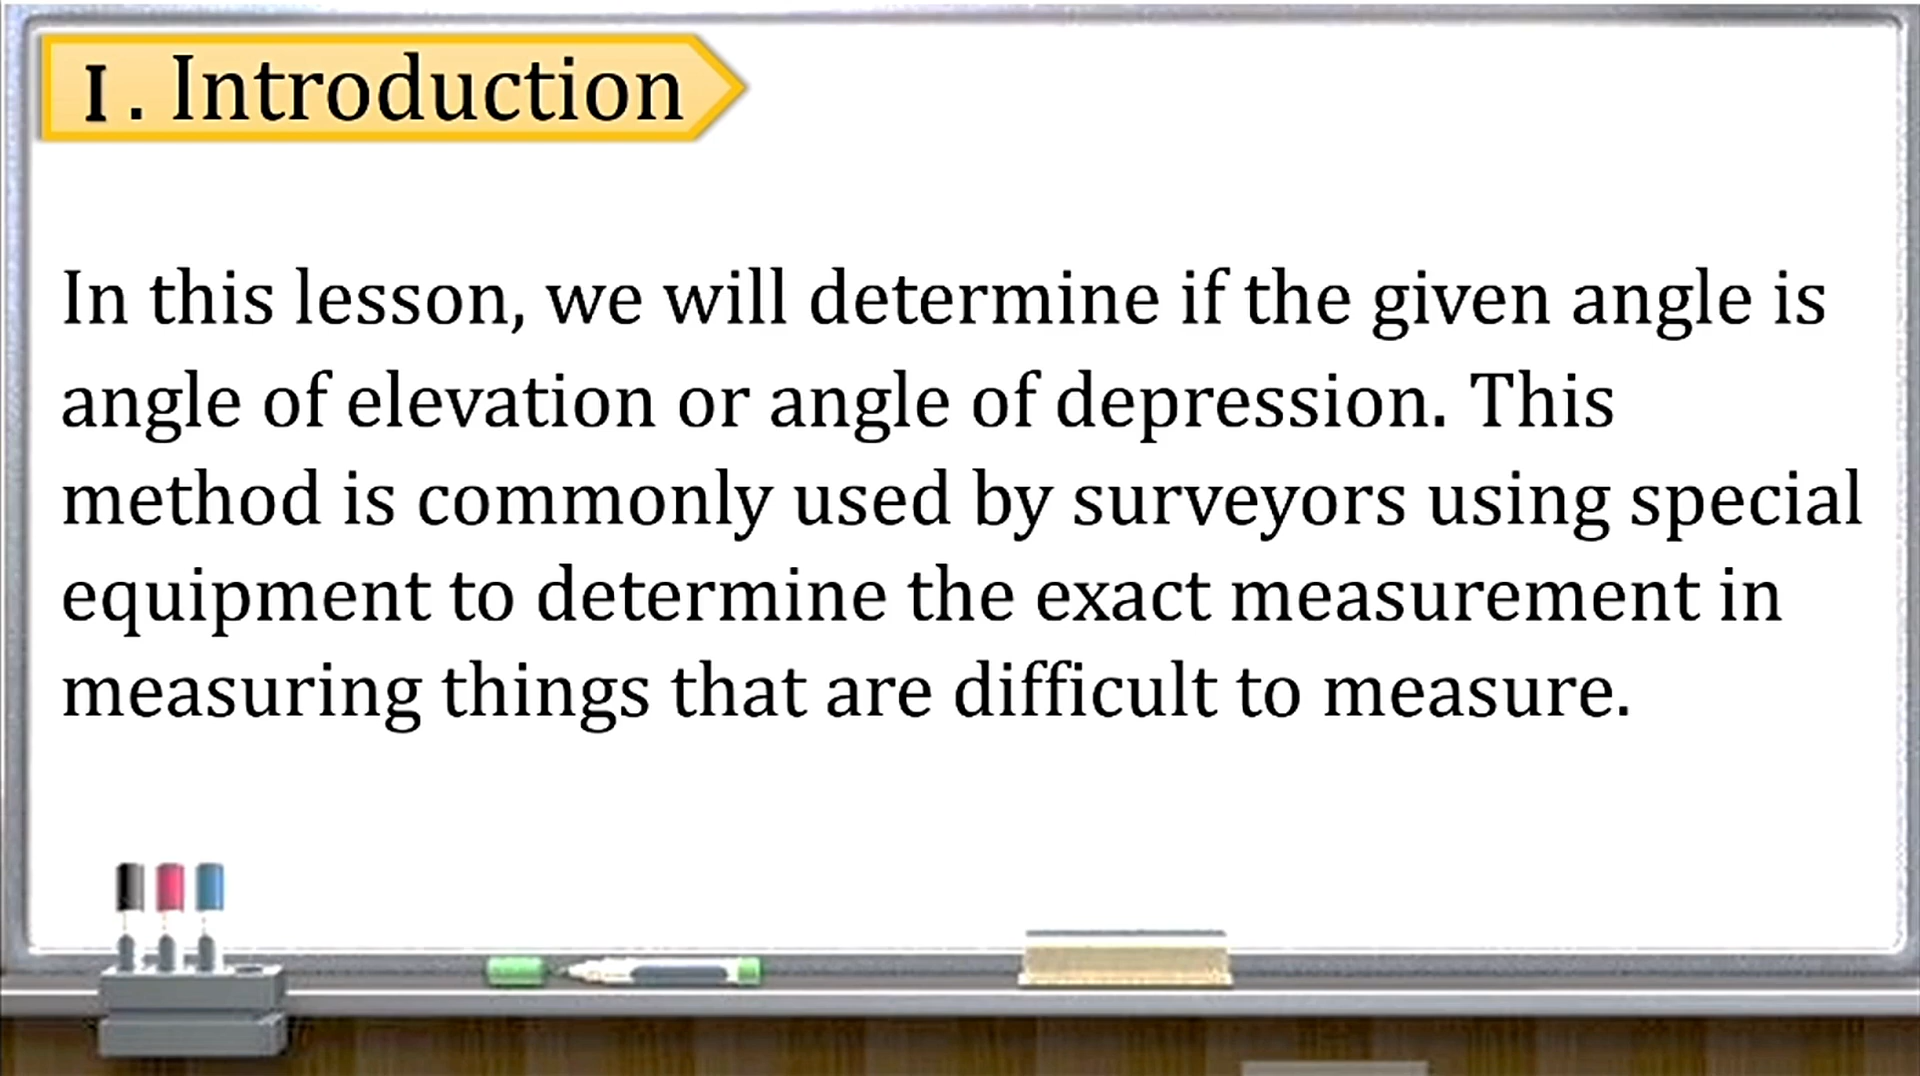 I. Introduction
In this lesson, we will determine if the given angle is
angle of elevation or angle of depression. This
method is commonly used by surveyors using special
equipment to determine the exact measurement in
measuring things that are difficult to measure.